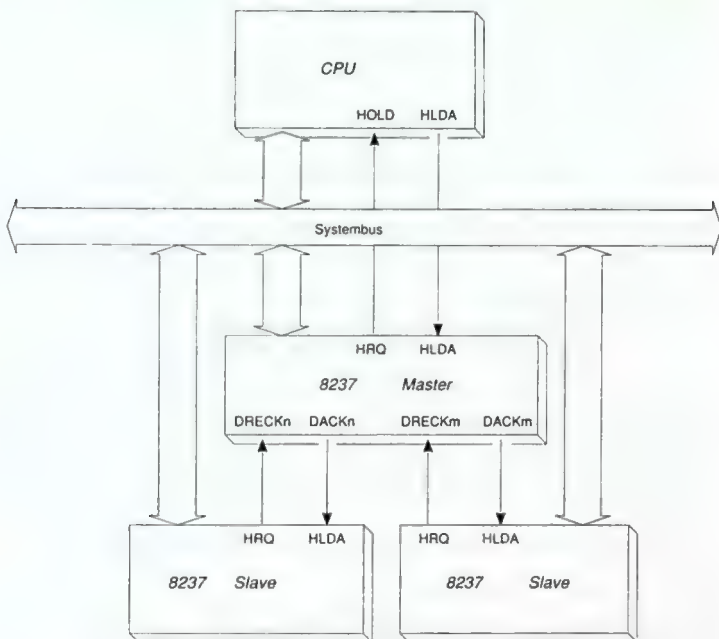 CPU
HOLD HLDA
Systembus
HRQ HLDA
8237 Master
DRECKn DACKn DRECKm DACKm
HRQ HLDA
8237 Slave
HRQ HLDA
8237 Slave